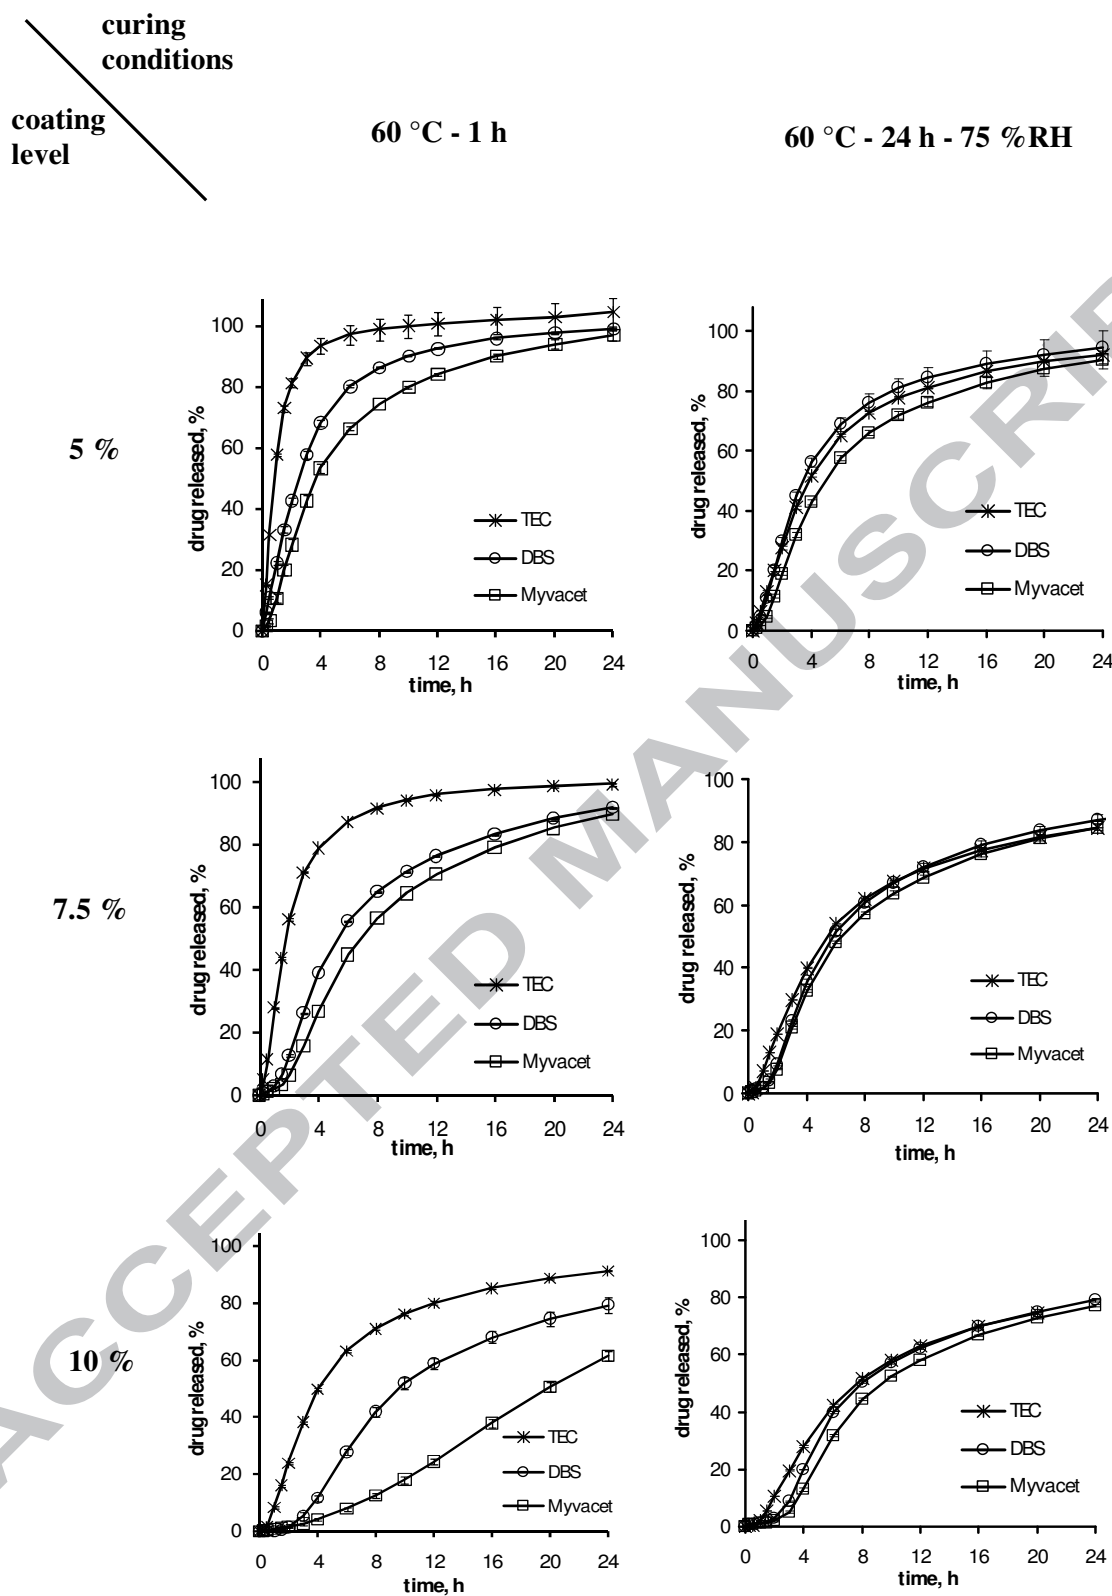 curing
conditions
coating
level
60 °C - 1 h
60 °C - 24 h - 75 %RH
5 %
drug released, %
100
80
60
40
20
0
0 4 8 12 16 20 24
time, h
TEC
DBS
Myvacet
drug released, %
100
80
60
40
20
0
0 4 8 12 16 20 24
time, h
TEC
DBS
Myvacet
7.5 %
drug released, %
100
80
60
40
20
0
0 4 8 12 16 20 24
time, h
TEC
DBS
Myvacet
drug released, %
100
80
60
40
20
0
0 4 8 12 16 20 24
time, h
TEC
DBS
Myvacet
10 %
drug released, %
100
80
60
40
20
0
0 4 8 12 16 20 24
time, h
TEC
DBS
Myvacet
drug released, %
100
80
60
40
20
0
0 4 8 12 16 20 24
time, h
TEC
DBS
Myvacet
ACCEPTED MANUSCRIP